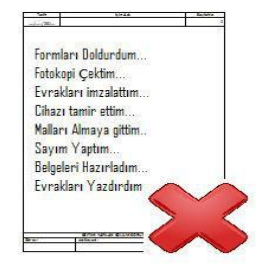 Formları Doldurdum...
Fotokopi Çektim...
Evrakları imzalattım...
Cihazı tamir ettim...
Malları Almaya gittim..
Sayım Yaptım...
Belgeleri Hazırladım...
Evrakları Yazdırdım